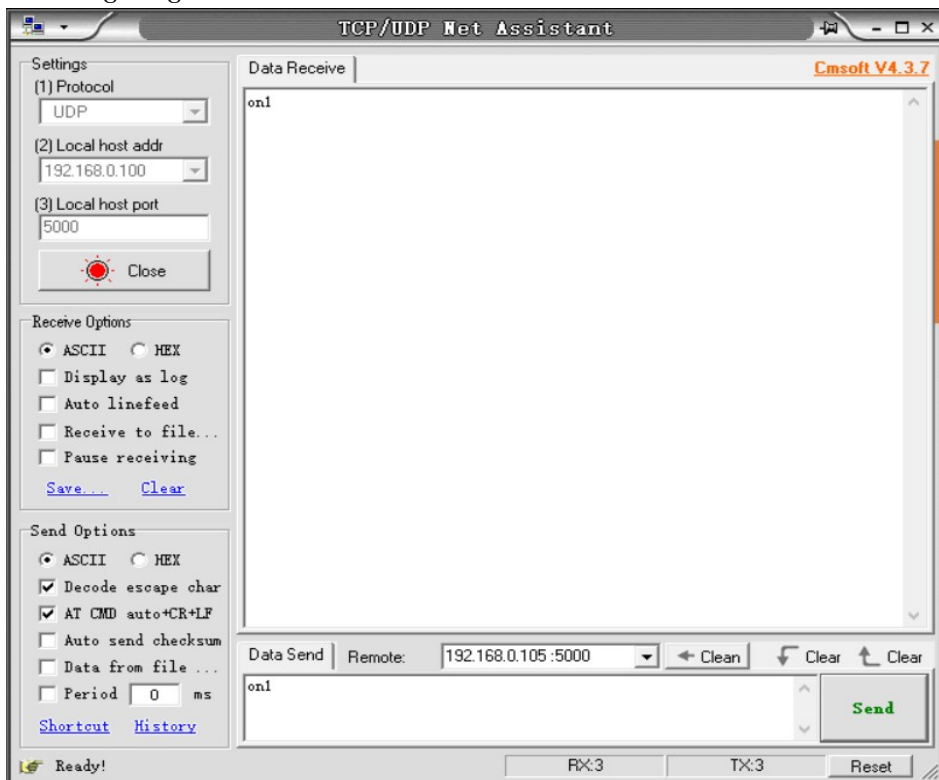 TCP/UDP Net Assistant
Settings
(1) Protocol
UDP
(2) Local host addr
192.168.0.100
(3) Local host port
5000
Close
Receive Options
ASCII HEX
Display as log
Auto linefeed
Receive to file...
Pause receiving
Save... Clear
Send Options
ASCII HEX
Decode escape char
AT CMD auto+CR+LF
Auto send checksum
Data from file ...
Period 0 ms
Shortcut History
Data Receive
Cmsoft V4.3.7
on1
Data Send Remote: 192.168.0.105 :5000 Clean Clear Clear
on1
Send
Ready! RX:3 TX:3 Reset